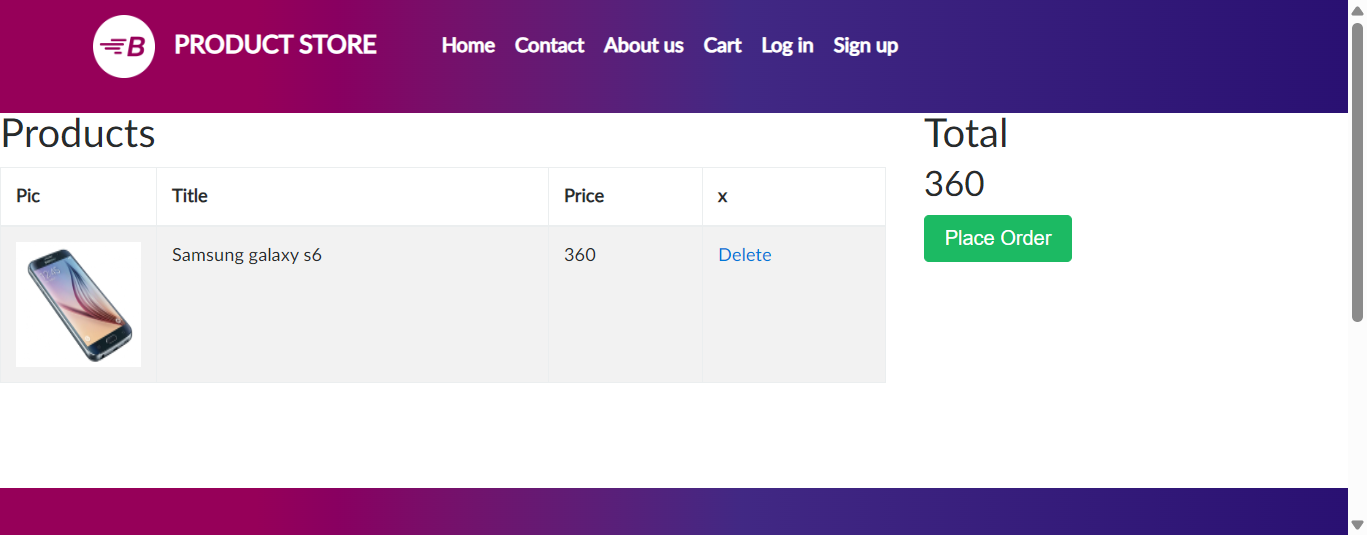 B PRODUCT STORE Home Contact About us Cart Log in Sign up
Products
Pic Title Price x
Samsung galaxy s6 360 Delete
Total
360
Place Order